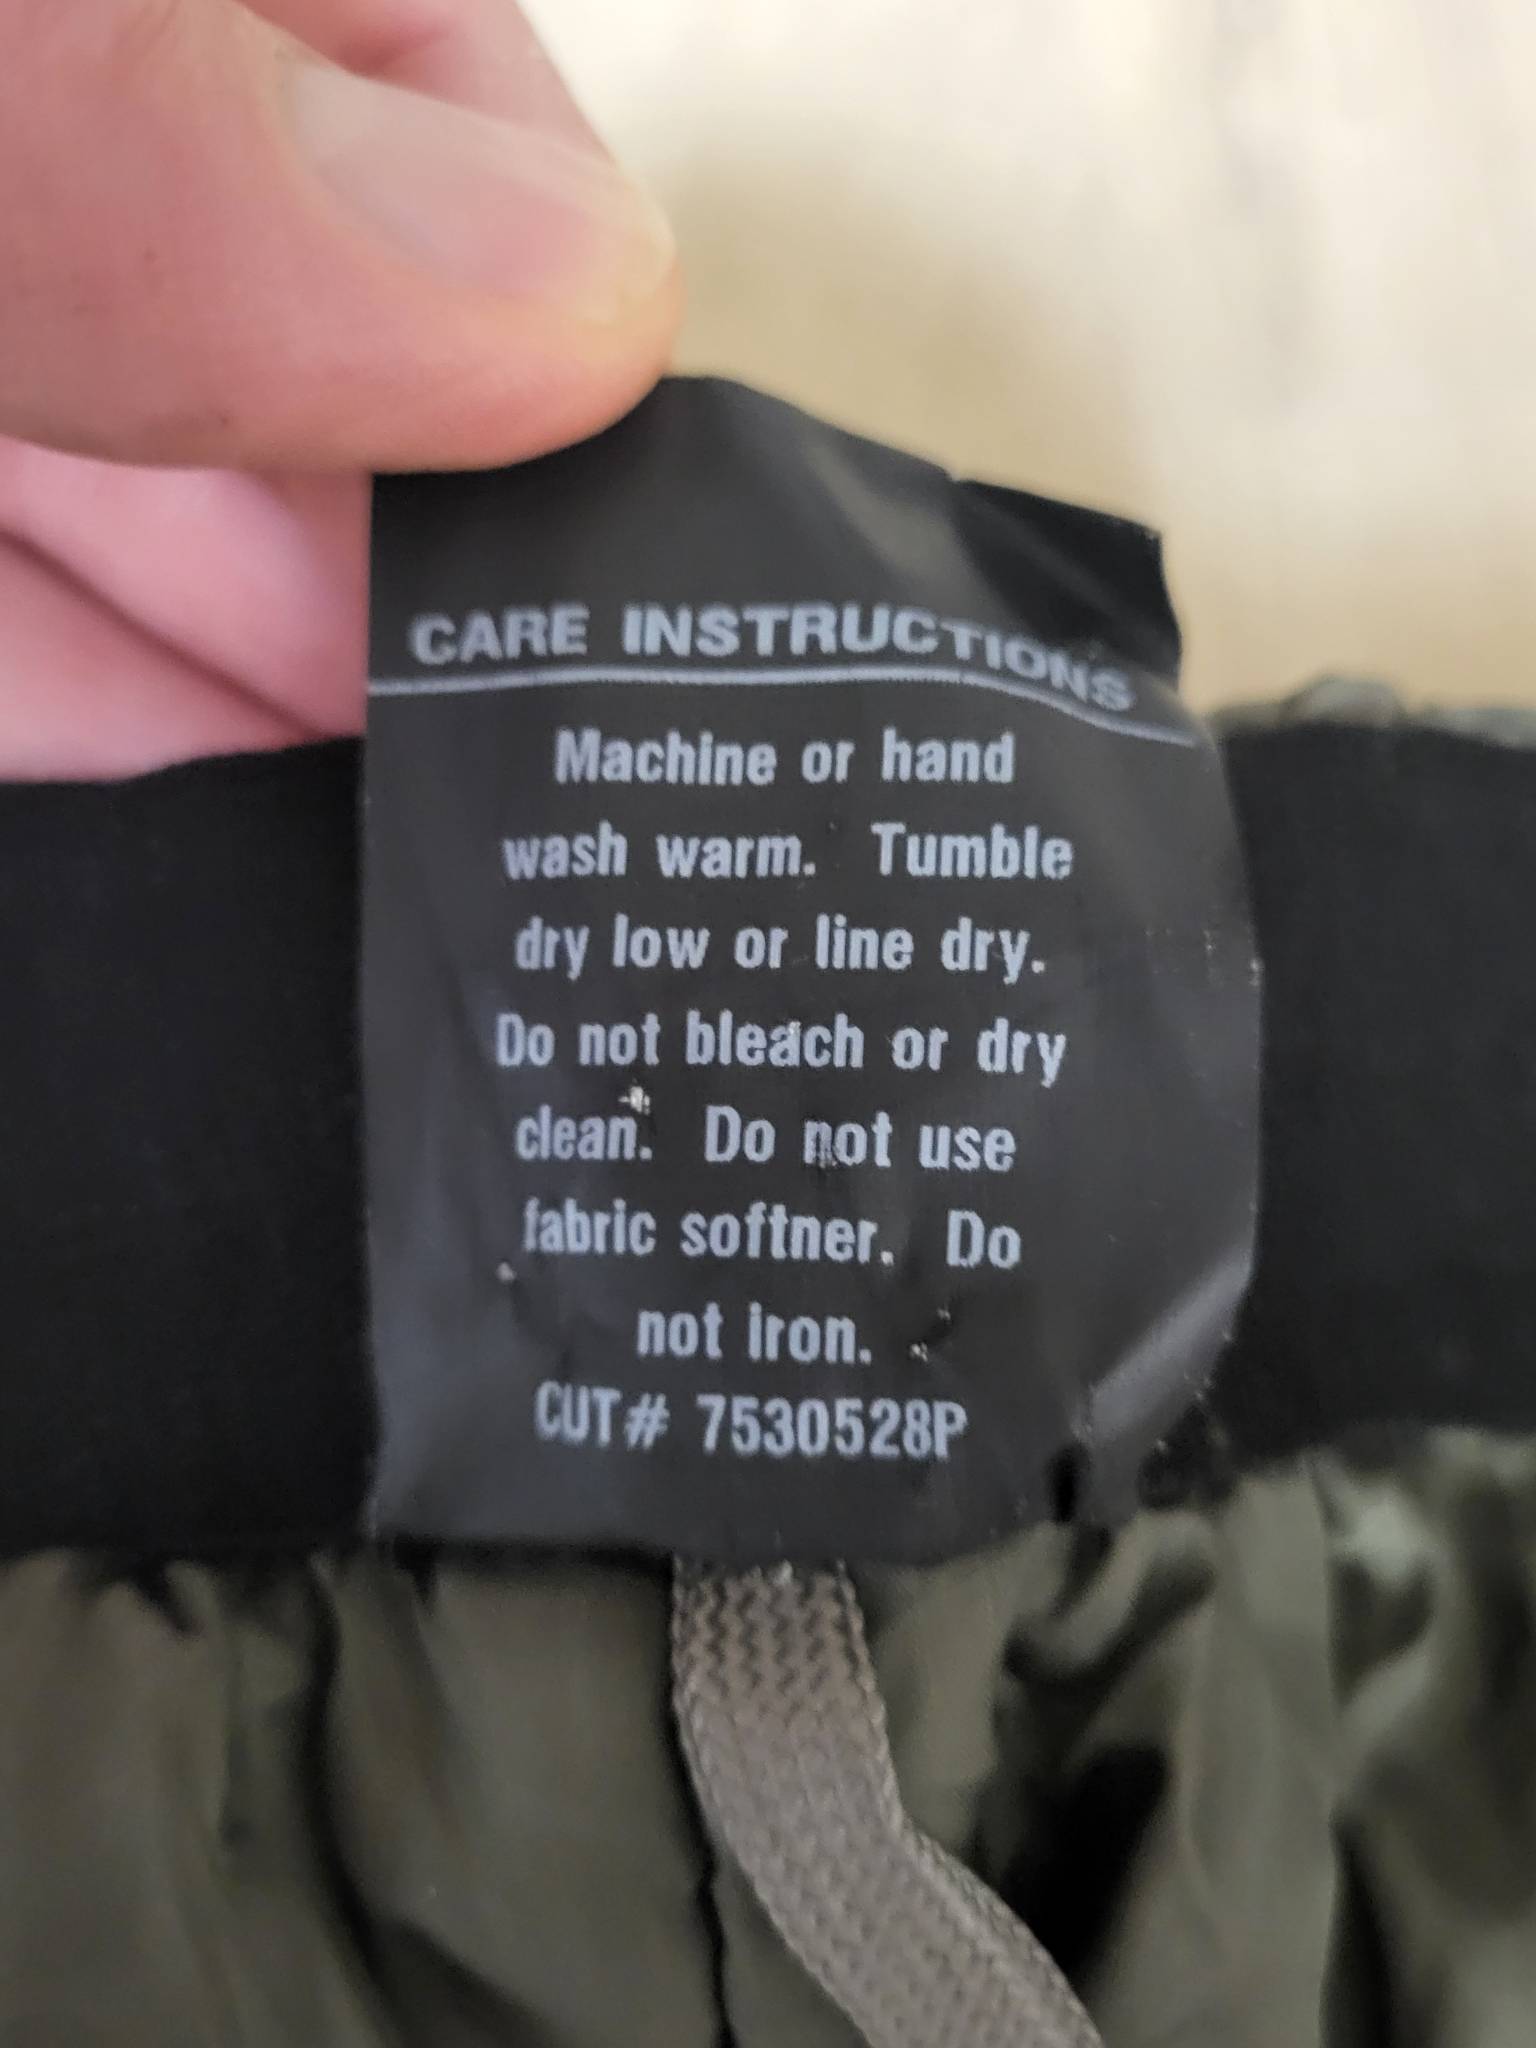 CARE INSTRUCTIONS
Machine or hand
wash warm. Tumble
dry low or line dry.
Do not bleach or dry
clean. Do not use
fabric softner. Do
not iron.
CUT# 7530528P